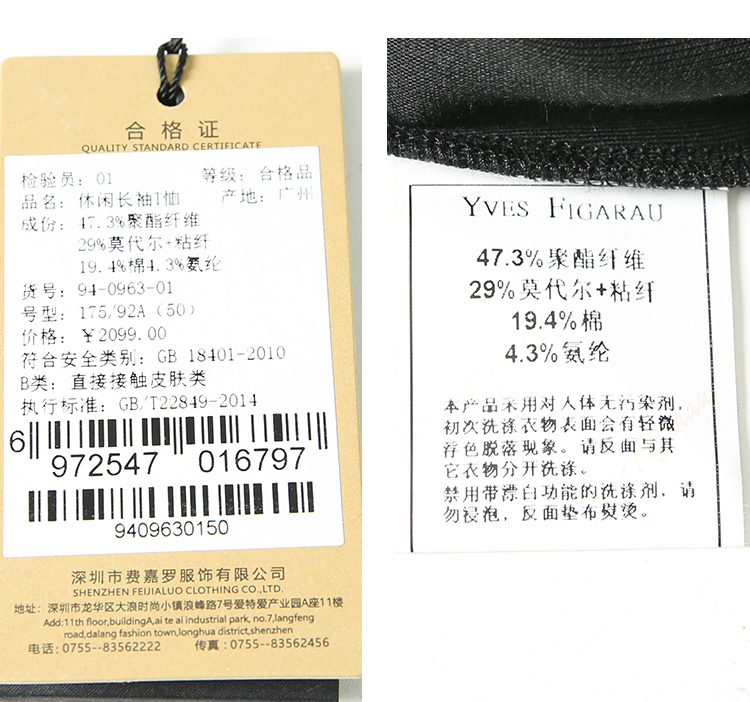 合格证
QUALITY STANDARD CERTIFICATE
检验员：01 等级：合格品
品名：休闲长袖T恤 产地：广州
成份：47.3%聚酯纤维
29%莫代尔+粘纤
19.4%棉4.3%氨纶
货号：94-0963-01
号型：175/92A（50）
价格：￥2099.00
符合安全类别：GB 18401-2010
B类：直接接触皮肤类
执行标准：GB/T22849-2014
6 972547 016797
9409630150
深圳市费嘉罗服饰有限公司
SHENZHEN FEIJIALUO CLOTHING CO.,LTD.
地址：深圳市龙华区大浪时尚小镇浪峰路7号爱特爱产业园A座11楼
Add:11th floor,buildingA,ai te ai industrial park, no.7,langfeng
road,dalang fashion town,longhua district,shenzhen
电话：0755--83562222 传真：0755--83562456
YVES FIGARAU
47.3%聚酯纤维
29%莫代尔+粘纤
19.4%棉
4.3%氨纶
本产品采用对人体无污染剂，
初次洗涤衣物表面会有轻微
浮色脱落现象。请反面与其
它衣物分开洗涤。
禁用带漂白功能的洗涤剂，请
勿浸泡，反面垫布熨烫。